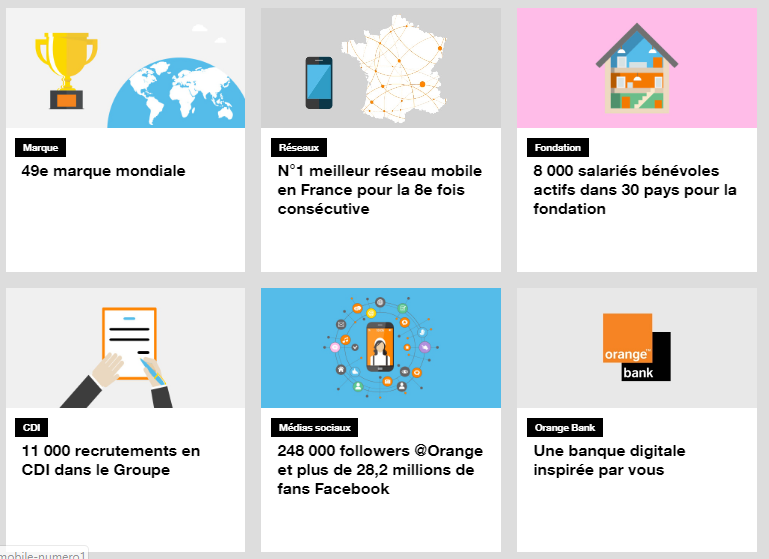 Marque
49e marque mondiale
Réseaux
N°1 meilleur réseau mobile
en France pour la 8e fois
consécutive
Fondation
8 000 salariés bénévoles
actifs dans 30 pays pour la
fondation
CDI
11 000 recrutements en
CDI dans le Groupe
Médias sociaux
248 000 followers @Orange
et plus de 28,2 millions de
fans Facebook
orange™
bank
Orange Bank
Une banque digitale
inspirée par vous
mobile-numero1